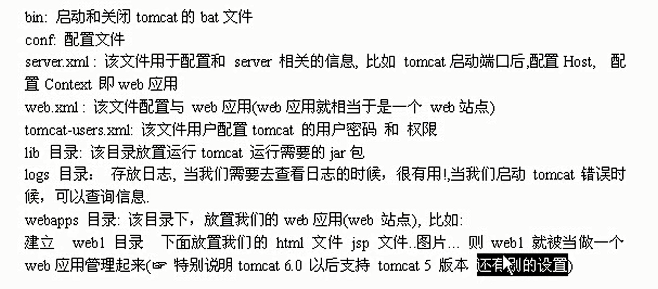 bin: 启动和关闭 tomcat 的 bat 文件
conf: 配置文件
server.xml : 该文件用于配置和 server 相关的信息, 比如 tomcat 启动端口后,配置 Host, 配
置 Context 即 web 应用
web.xml : 该文件配置与 web 应用(web 应用就相当于是一个 web 站点)
tomcat-users.xml: 该文件用户配置 tomcat 的用户密码 和 权限
lib 目录: 该目录放置运行 tomcat 运行需要的 jar 包
logs 目录： 存放日志, 当我们需要去查看日志的时候，很有用!,当我们启动 tomcat 错误时
候，可以查询信息.
webapps 目录: 该目录下，放置我们的 web 应用(web 站点), 比如:
建立 web1 目录 下面放置我们的 html 文件 jsp 文件..图片... 则 web1 就被当做一个
web 应用管理起来(☞ 特别说明 tomcat 6.0 以后支持 tomcat 5 版本 还有别的设置)